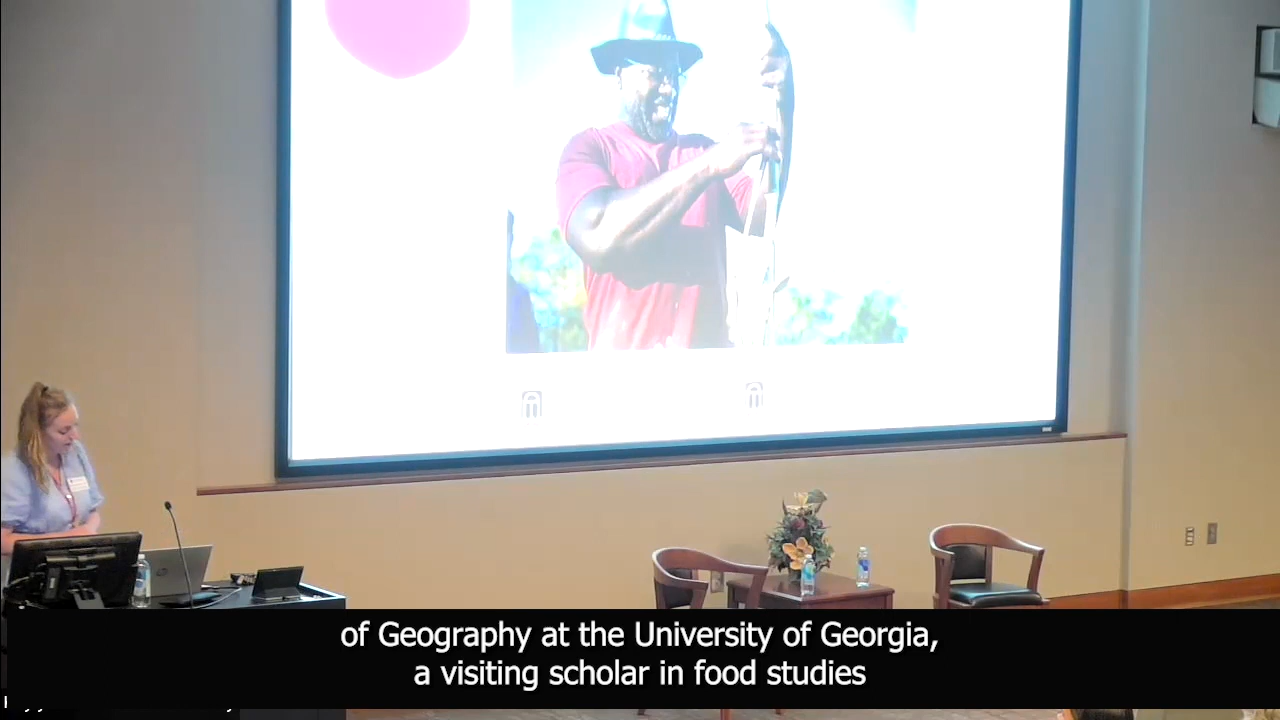 of Geography at the University of Georgia,
a visiting scholar in food studies